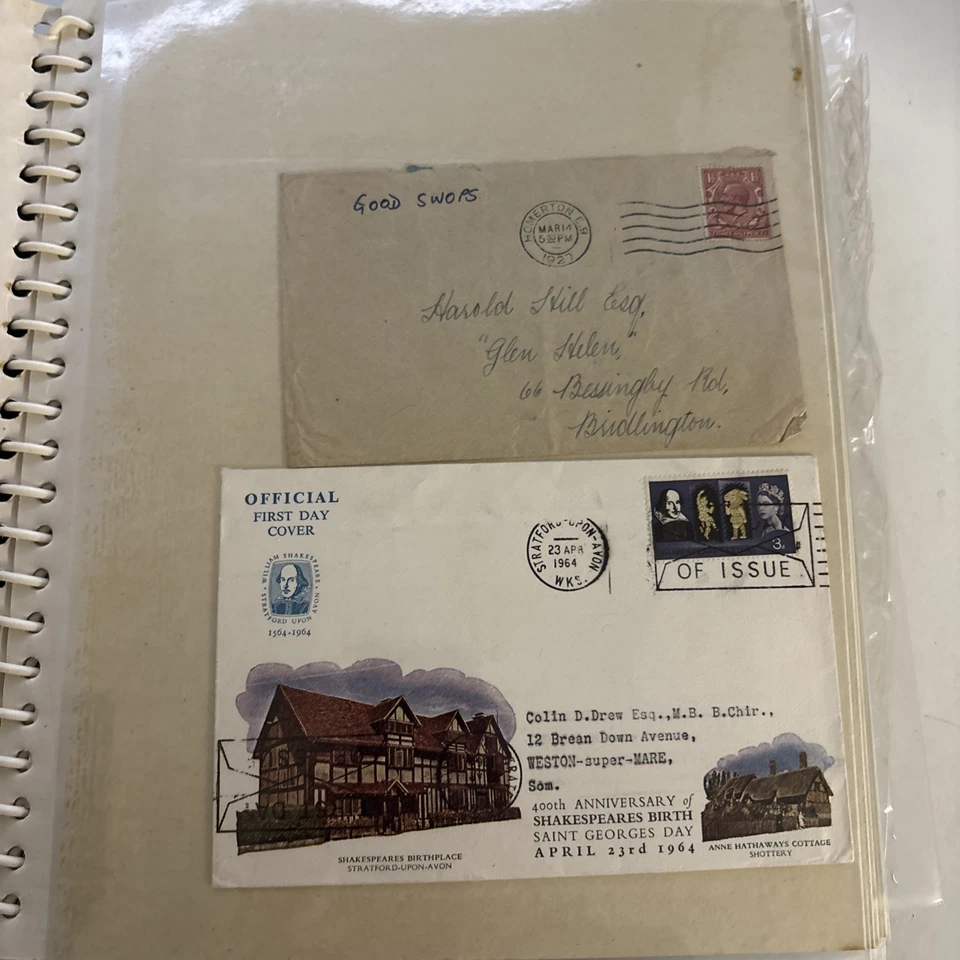 GOOD SWOPS
HOMERTON E.9
MAR 14
5 30 PM
1927
Harold Hill Esq,
"Glen Helen,"
66 Bessingby Rd,
Bridlington.
OFFICIAL
FIRST DAY
COVER
WILLIAM SHAKESPEARE
STRATFORD UPON AVON
1564·1964
STRATFORD-UPON-AVON
23 APR
1964
WKS.
3d
OF ISSUE
Colin D.Drew Esq.,M.B. B.Chir.,
12 Brean Down Avenue,
WESTON-super-MARE,
Som.
400th ANNIVERSARY of
SHAKESPEARES BIRTH
SAINT GEORGES DAY
APRIL 23rd 1964
SHAKESPEARES BIRTHPLACE
STRATFORD-UPON-AVON
ANNE HATHAWAYS COTTAGE
SHOTTERY